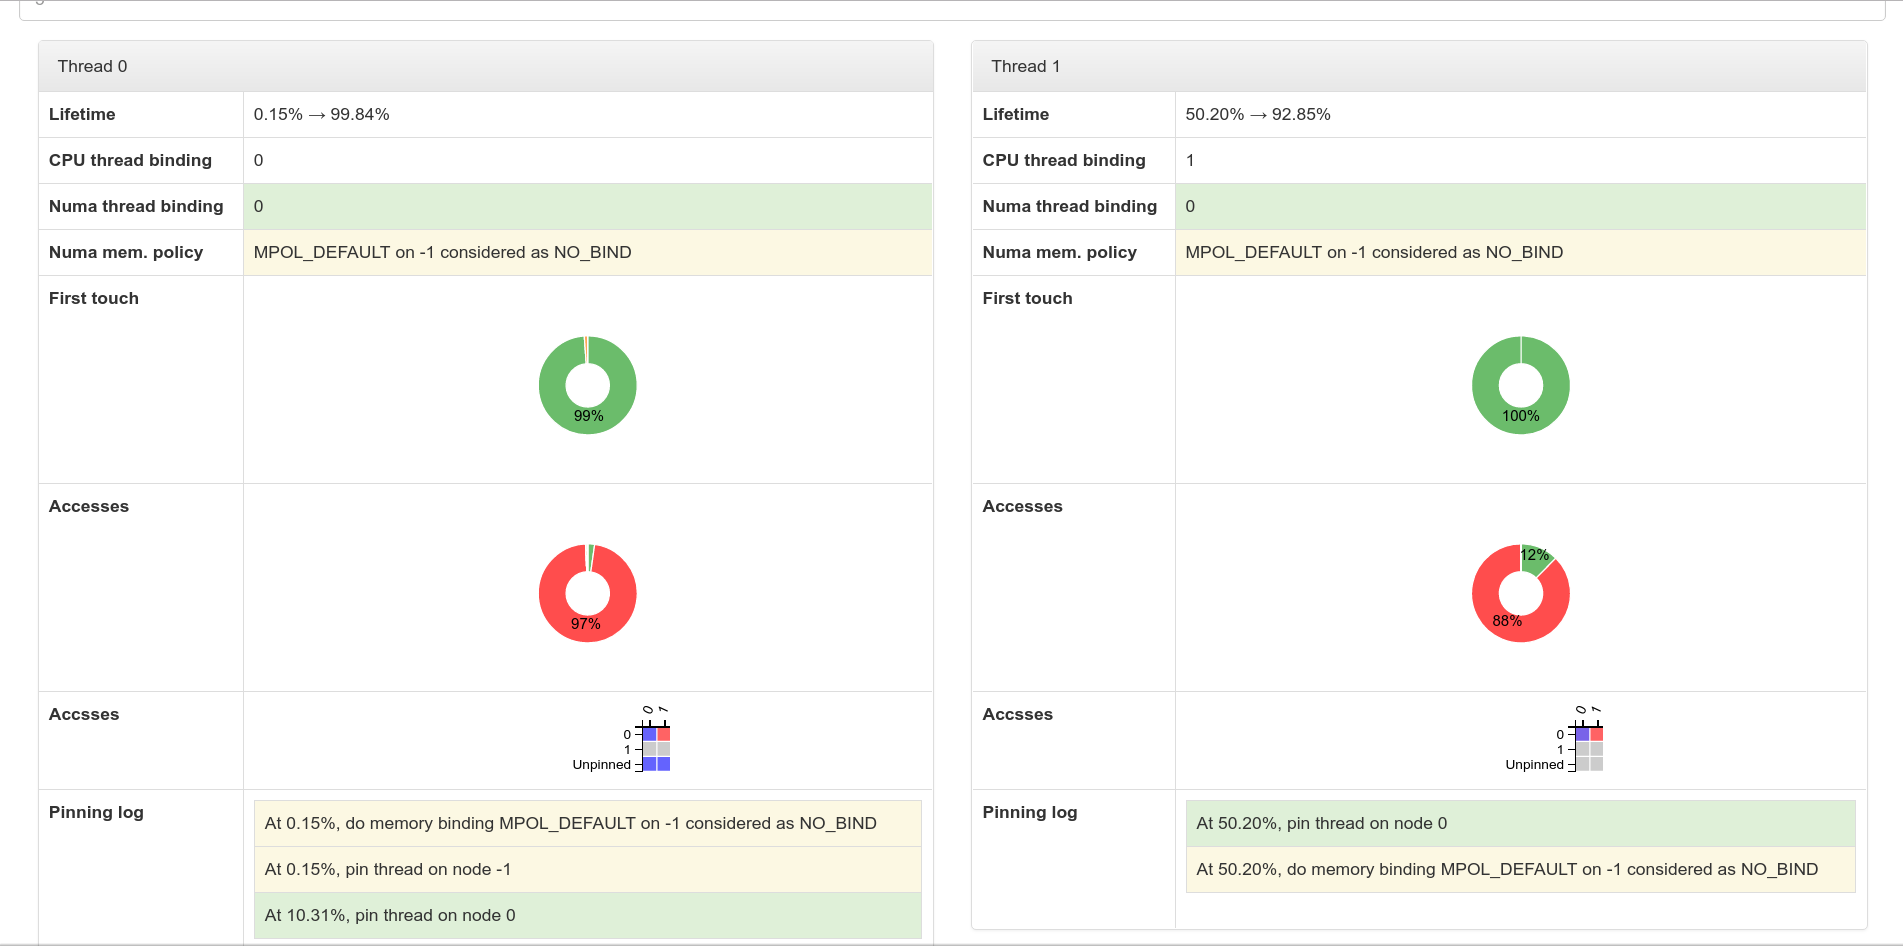 Thread 0
Lifetime
0.15% → 99.84%
CPU thread binding
0
Numa thread binding
0
Numa mem. policy
MPOL_DEFAULT on -1 considered as NO_BIND
First touch
99%
Accesses
97%
Accsses
0 1
0
1
Unpinned
Pinning log
At 0.15%, do memory binding MPOL_DEFAULT on -1 considered as NO_BIND
At 0.15%, pin thread on node -1
At 10.31%, pin thread on node 0
Thread 1
Lifetime
50.20% → 92.85%
CPU thread binding
1
Numa thread binding
0
Numa mem. policy
MPOL_DEFAULT on -1 considered as NO_BIND
First touch
100%
Accesses
12%
88%
Accsses
0 1
0
1
Unpinned
Pinning log
At 50.20%, pin thread on node 0
At 50.20%, do memory binding MPOL_DEFAULT on -1 considered as NO_BIND